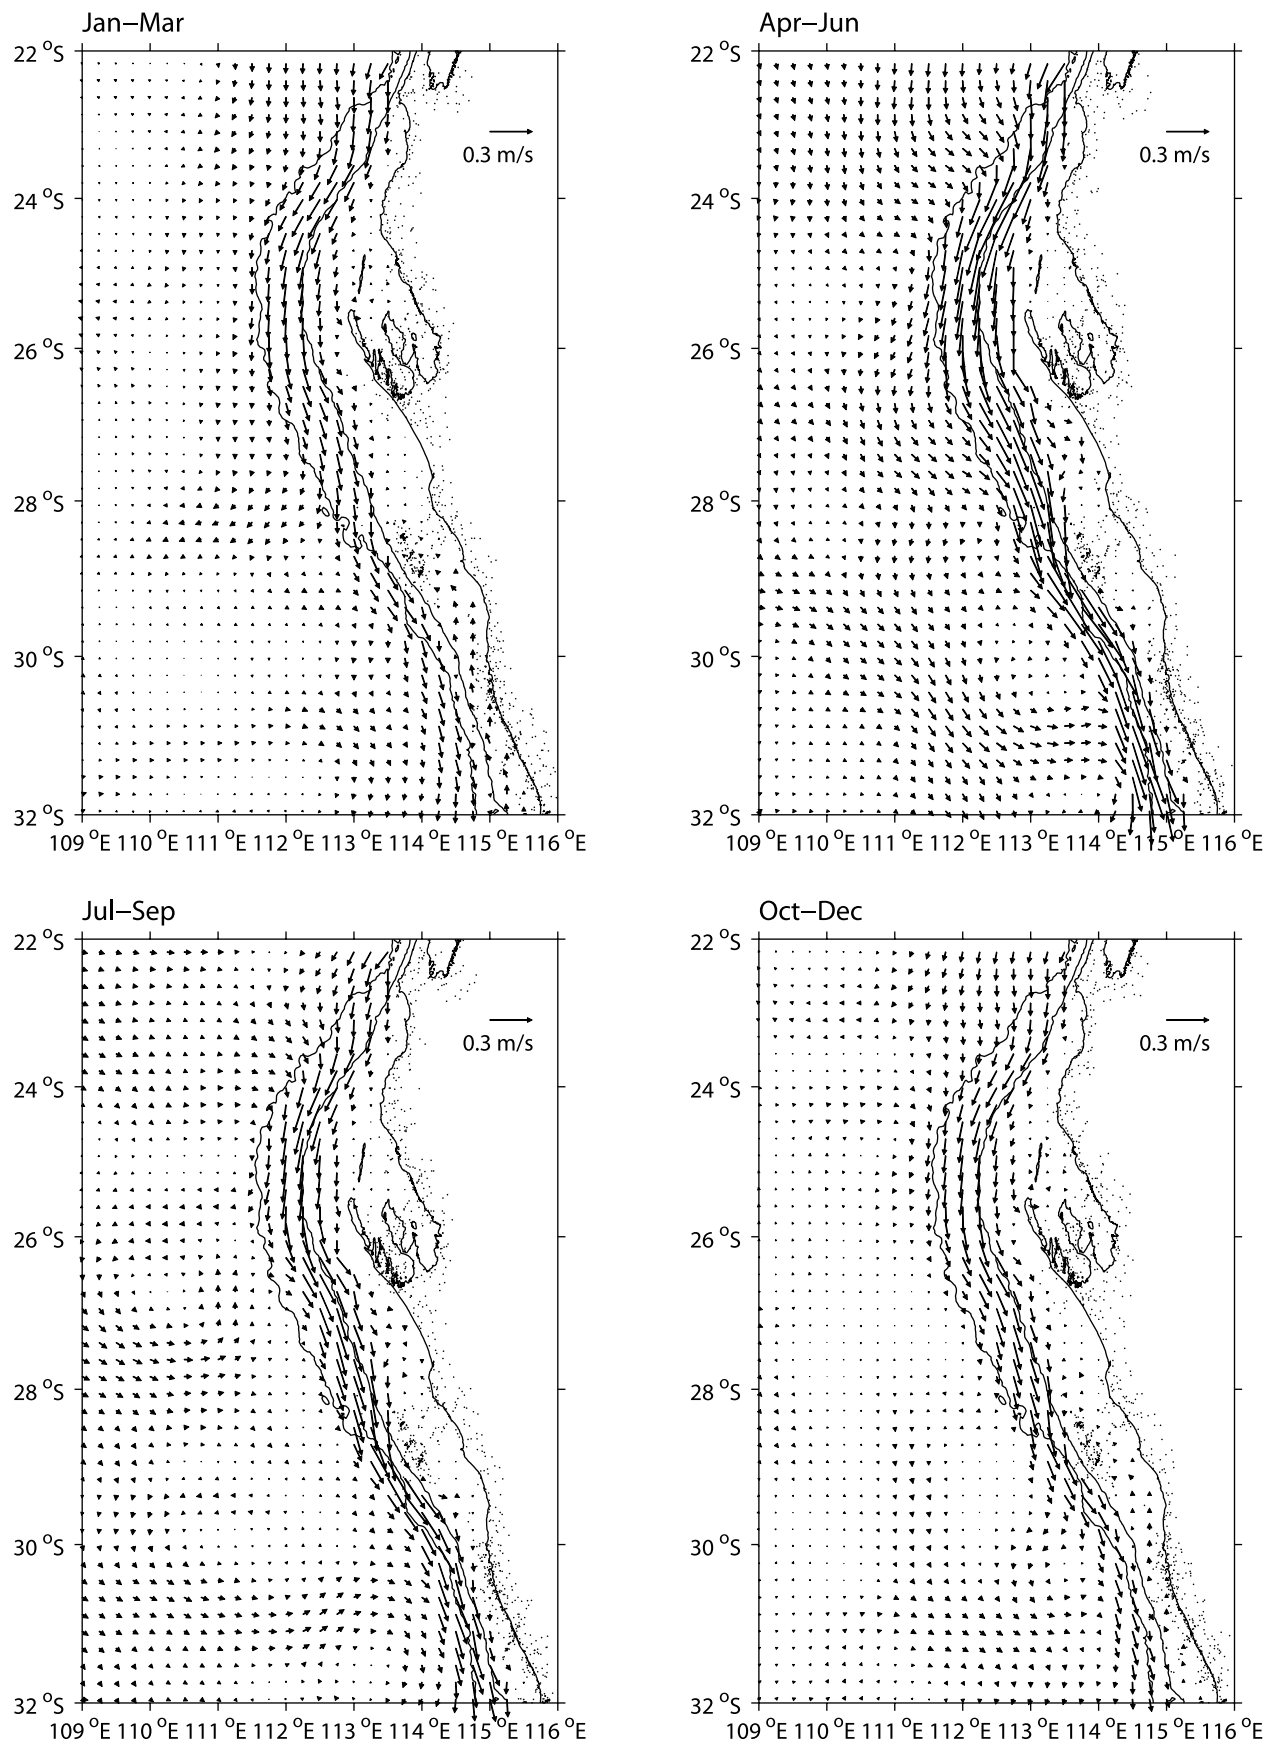 Jan–Mar
22 °S
24 °S
26 °S
28 °S
30 °S
32 °S
0.3 m/s
109 °E 110 °E 111 °E 112 °E 113 °E 114 °E 115 °E 116 °E
Apr–Jun
22 °S
24 °S
26 °S
28 °S
30 °S
32 °S
0.3 m/s
109 °E 110 °E 111 °E 112 °E 113 °E 114 °E 115 °E 116 °E
Jul–Sep
22 °S
24 °S
26 °S
28 °S
30 °S
32 °S
0.3 m/s
109 °E 110 °E 111 °E 112 °E 113 °E 114 °E 115 °E 116 °E
Oct–Dec
22 °S
24 °S
26 °S
28 °S
30 °S
32 °S
0.3 m/s
109 °E 110 °E 111 °E 112 °E 113 °E 114 °E 115 °E 116 °E